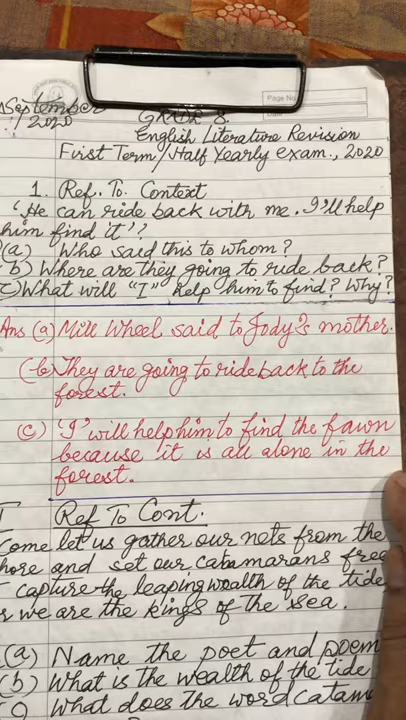 September
Page No
2020
GRADE 8.
English Literature Revision
First Term/Half Yearly exam., 2020
1. Ref. To. Context
'He can ride back with me. I'll help
him find it'?
(a) Who said this to whom?
(b) Where are they going to ride back?
(c) What will "I" help him to find? Why?
Ans (a) Mill Wheel said to Jody's mother.
(b) They are going to ride back to the
forest.
(c) 'I' will help him to find the fawn
because it is all alone in the
forest.
Ref To Cont.
Come let us gather our nets from the
hore and set our catamarans free
capture the leaping wealth of the tide
r we are the kings of the sea.
(a) Name the poet and poem
(b) What is the wealth of the tide
(c) What does the word catam